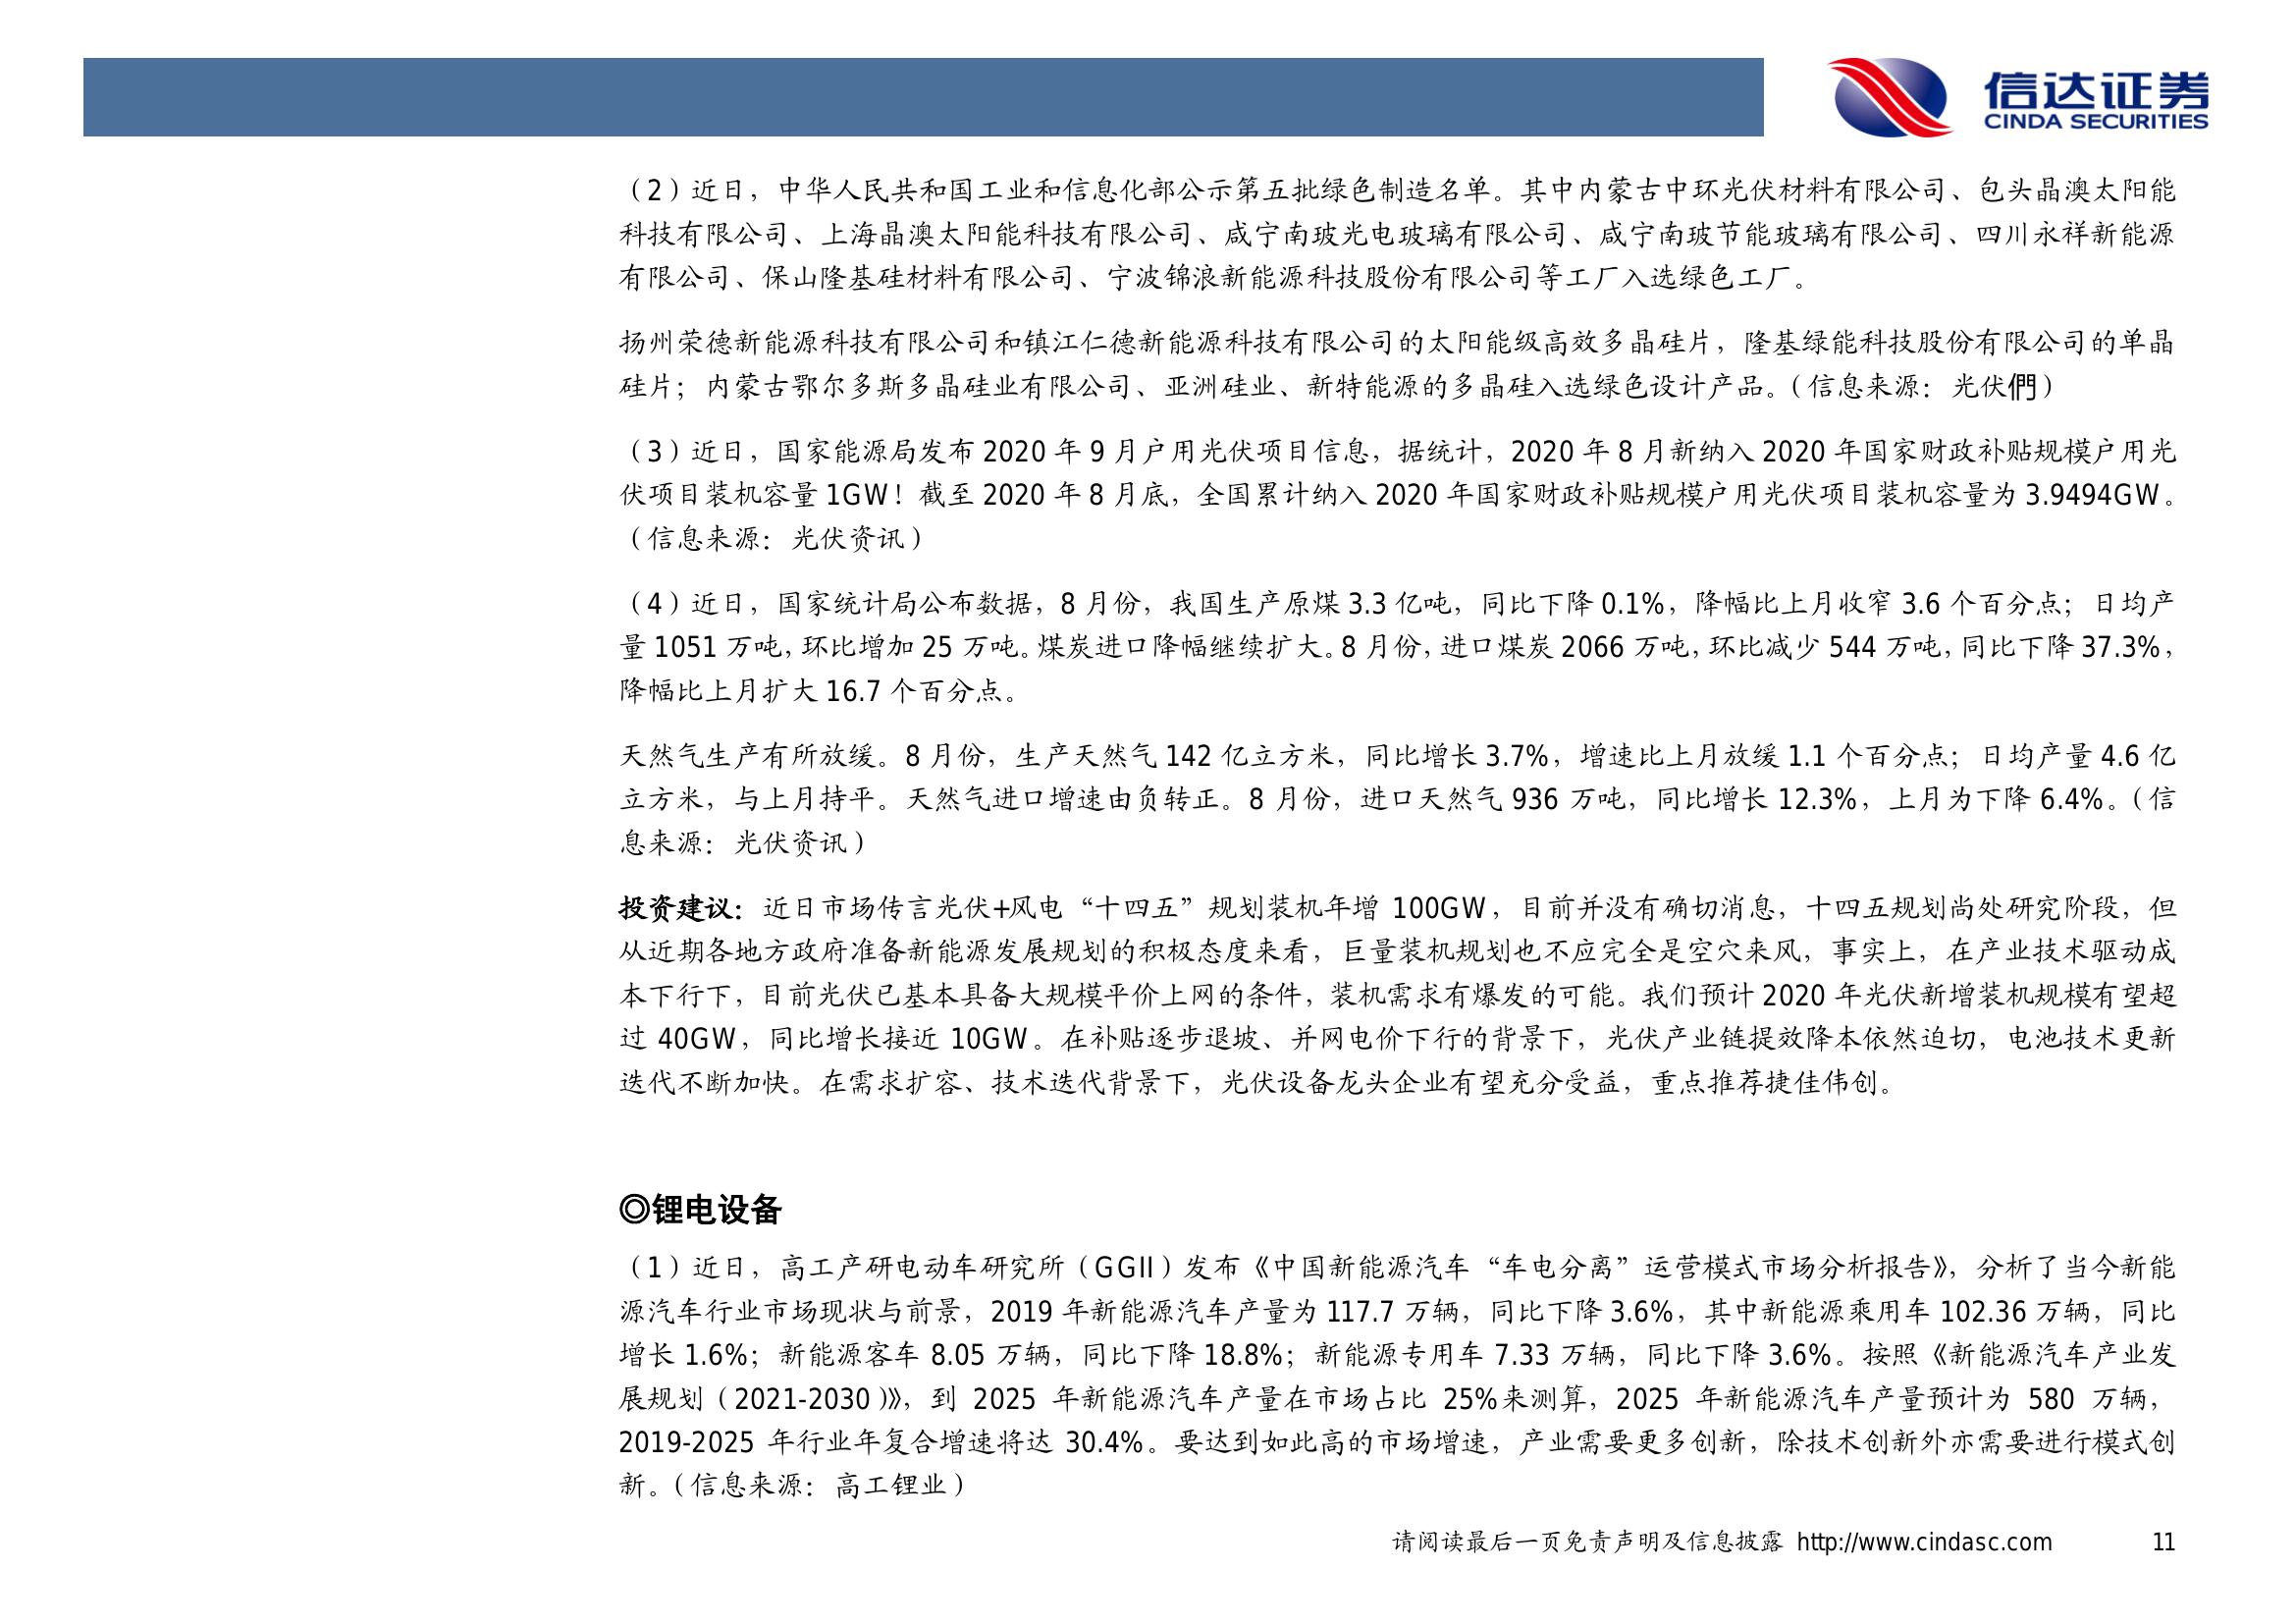 信达证券
CINDA SECURITIES
（2）近日，中华人民共和国工业和信息化部公示第五批绿色制造名单。其中内蒙古中环光伏材料有限公司、包头晶澳太阳能
科技有限公司、上海晶澳太阳能科技有限公司、咸宁南玻光电玻璃有限公司、咸宁南玻节能玻璃有限公司、四川永祥新能源
有限公司、保山隆基硅材料有限公司、宁波锦浪新能源科技股份有限公司等工厂入选绿色工厂。
扬州荣德新能源科技有限公司和镇江仁德新能源科技有限公司的太阳能级高效多晶硅片，隆基绿能科技股份有限公司的单晶
硅片；内蒙古鄂尔多斯多晶硅业有限公司、亚洲硅业、新特能源的多晶硅入选绿色设计产品。（信息来源：光伏們）
（3）近日，国家能源局发布 2020 年 9 月户用光伏项目信息，据统计，2020 年 8 月新纳入 2020 年国家财政补贴规模户用光
伏项目装机容量 1GW！截至 2020 年 8 月底，全国累计纳入 2020 年国家财政补贴规模户用光伏项目装机容量为 3.9494GW。
（信息来源：光伏资讯）
（4）近日，国家统计局公布数据，8 月份，我国生产原煤 3.3 亿吨，同比下降 0.1%，降幅比上月收窄 3.6 个百分点；日均产
量 1051 万吨，环比增加 25 万吨。煤炭进口降幅继续扩大。8 月份，进口煤炭 2066 万吨，环比减少 544 万吨，同比下降 37.3%，
降幅比上月扩大 16.7 个百分点。
天然气生产有所放缓。8 月份，生产天然气 142 亿立方米，同比增长 3.7%，增速比上月放缓 1.1 个百分点；日均产量 4.6 亿
立方米，与上月持平。天然气进口增速由负转正。8 月份，进口天然气 936 万吨，同比增长 12.3%，上月为下降 6.4%。（信
息来源：光伏资讯）
投资建议：近日市场传言光伏+风电“十四五”规划装机年增 100GW，目前并没有确切消息，十四五规划尚处研究阶段，但
从近期各地方政府准备新能源发展规划的积极态度来看，巨量装机规划也不应完全是空穴来风，事实上，在产业技术驱动成
本下行下，目前光伏已基本具备大规模平价上网的条件，装机需求有爆发的可能。我们预计 2020 年光伏新增装机规模有望超
过 40GW，同比增长接近 10GW。在补贴逐步退坡、并网电价下行的背景下，光伏产业链提效降本依然迫切，电池技术更新
迭代不断加快。在需求扩容、技术迭代背景下，光伏设备龙头企业有望充分受益，重点推荐捷佳伟创。
◎锂电设备
（1）近日，高工产研电动车研究所（GGII）发布《中国新能源汽车“车电分离”运营模式市场分析报告》，分析了当今新能
源汽车行业市场现状与前景，2019 年新能源汽车产量为 117.7 万辆，同比下降 3.6%，其中新能源乘用车 102.36 万辆，同比
增长 1.6%；新能源客车 8.05 万辆，同比下降 18.8%；新能源专用车 7.33 万辆，同比下降 3.6%。按照《新能源汽车产业发
展规划（2021-2030）》，到 2025 年新能源汽车产量在市场占比 25%来测算，2025 年新能源汽车产量预计为 580 万辆，
2019-2025 年行业年复合增速将达 30.4%。要达到如此高的市场增速，产业需要更多创新，除技术创新外亦需要进行模式创
新。（信息来源：高工锂业）
请阅读最后一页免责声明及信息披露 http://www.cindasc.com 11